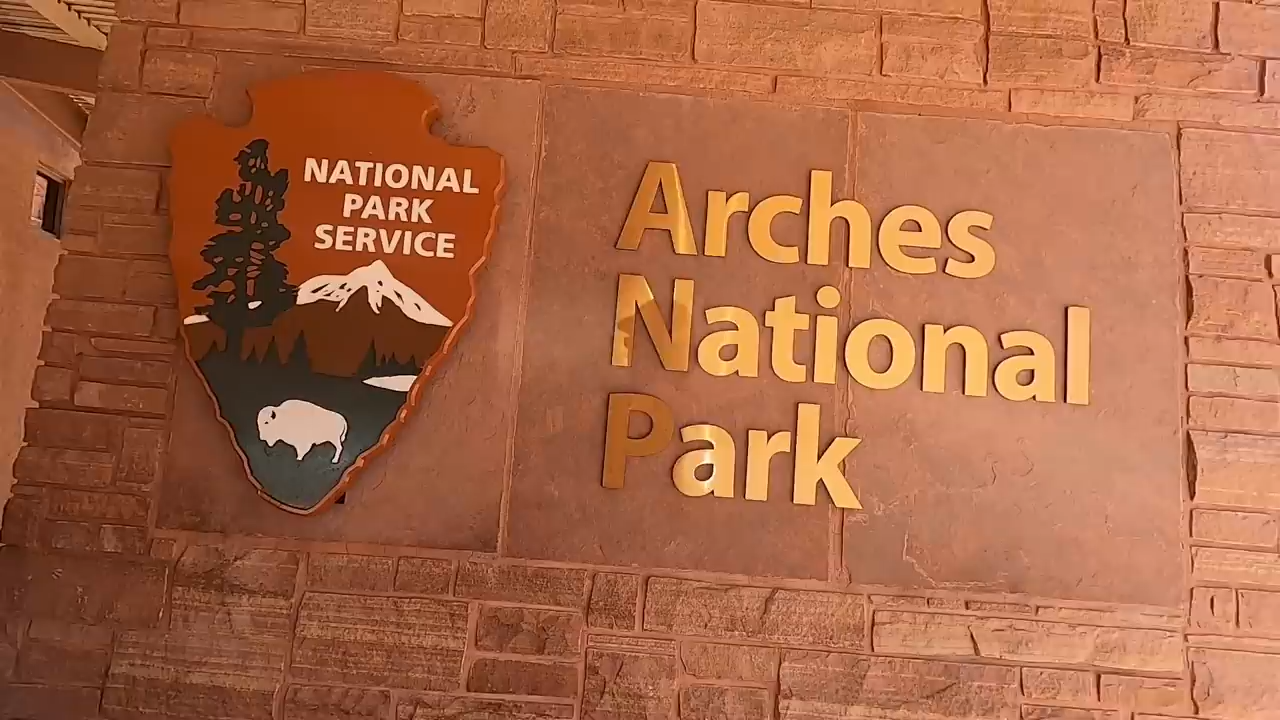 NATIONAL
PARK
SERVICE
Arches
National
Park